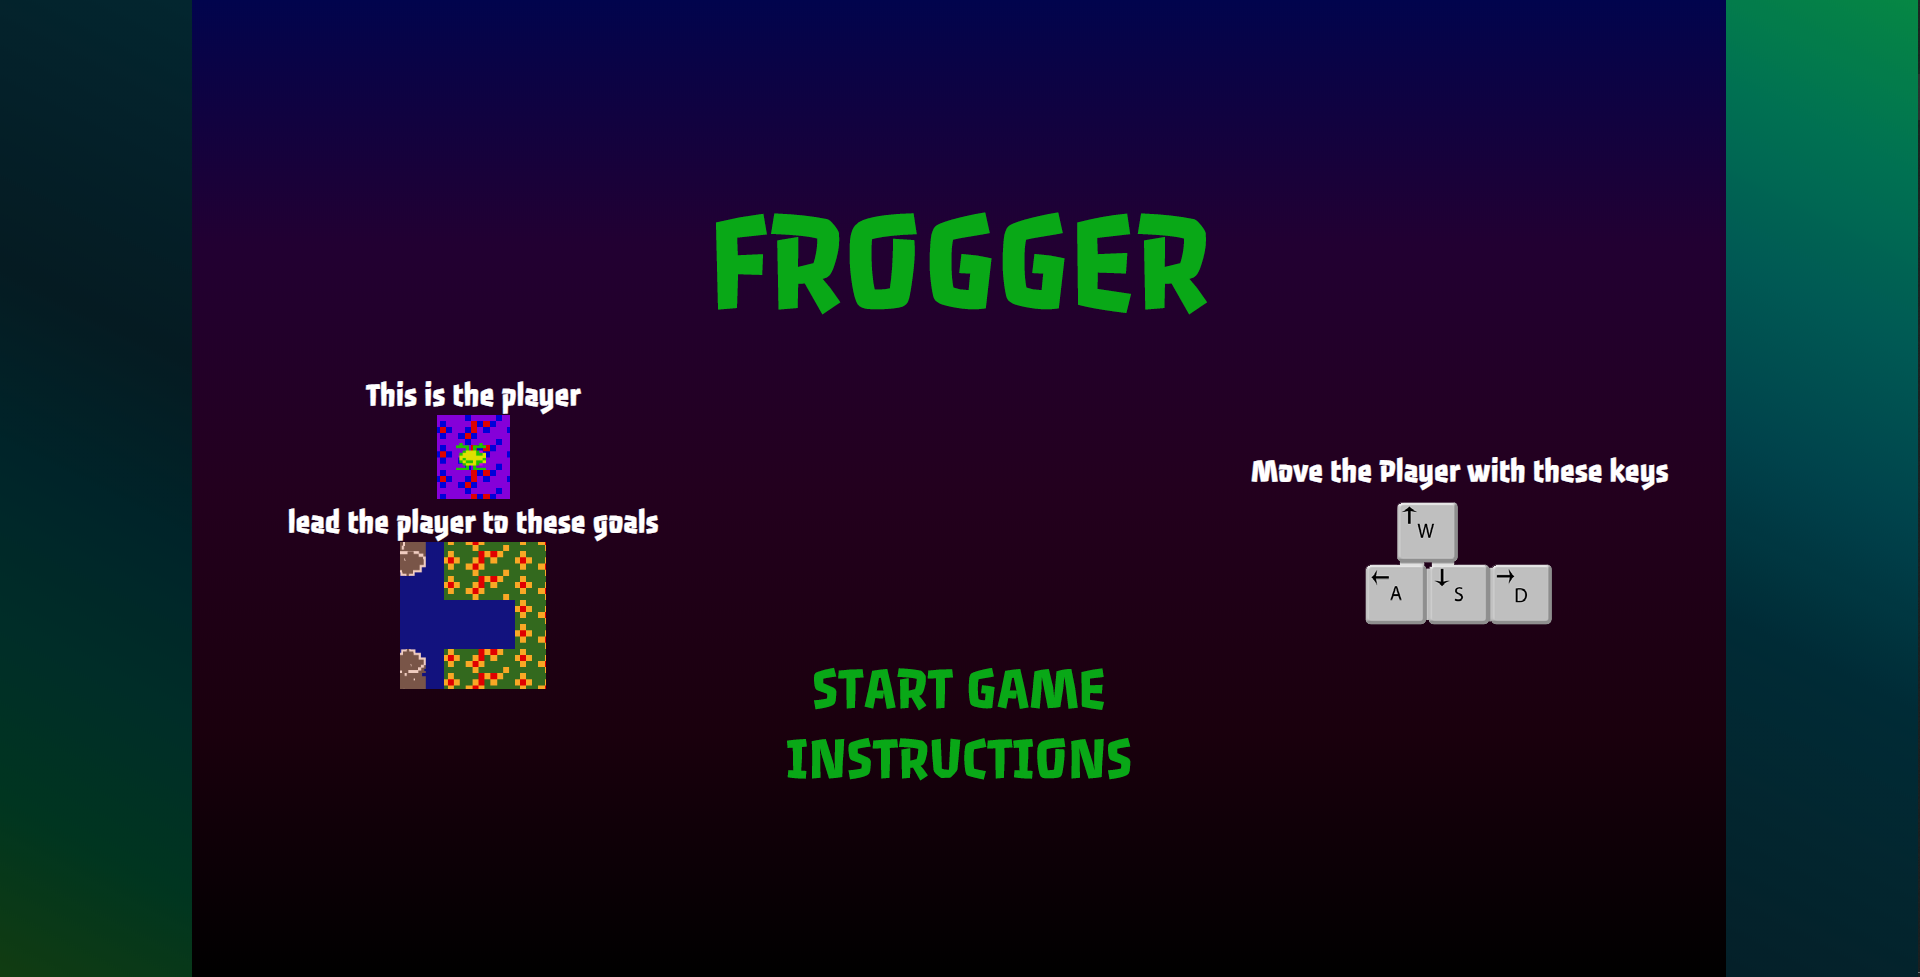 FROGGER
This is the player
lead the player to these goals
Move the Player with these keys
W
A S D
START GAME
INSTRUCTIONS